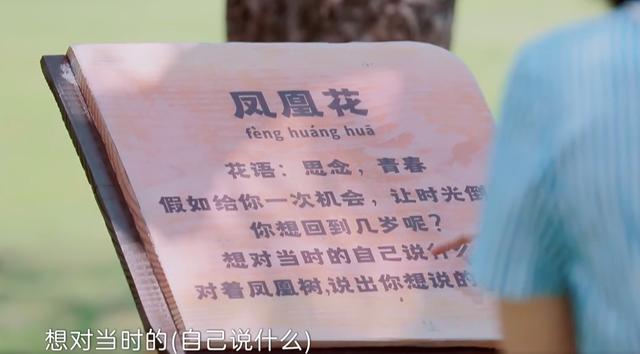 凤凰花
fèng huáng huā
花语：思念，青春
假如给你一次机会，让时光倒
你想回到几岁呢？
想对当时的自己说什么
对着凤凰树,说出你想说的
想对当时的(自己说什么)